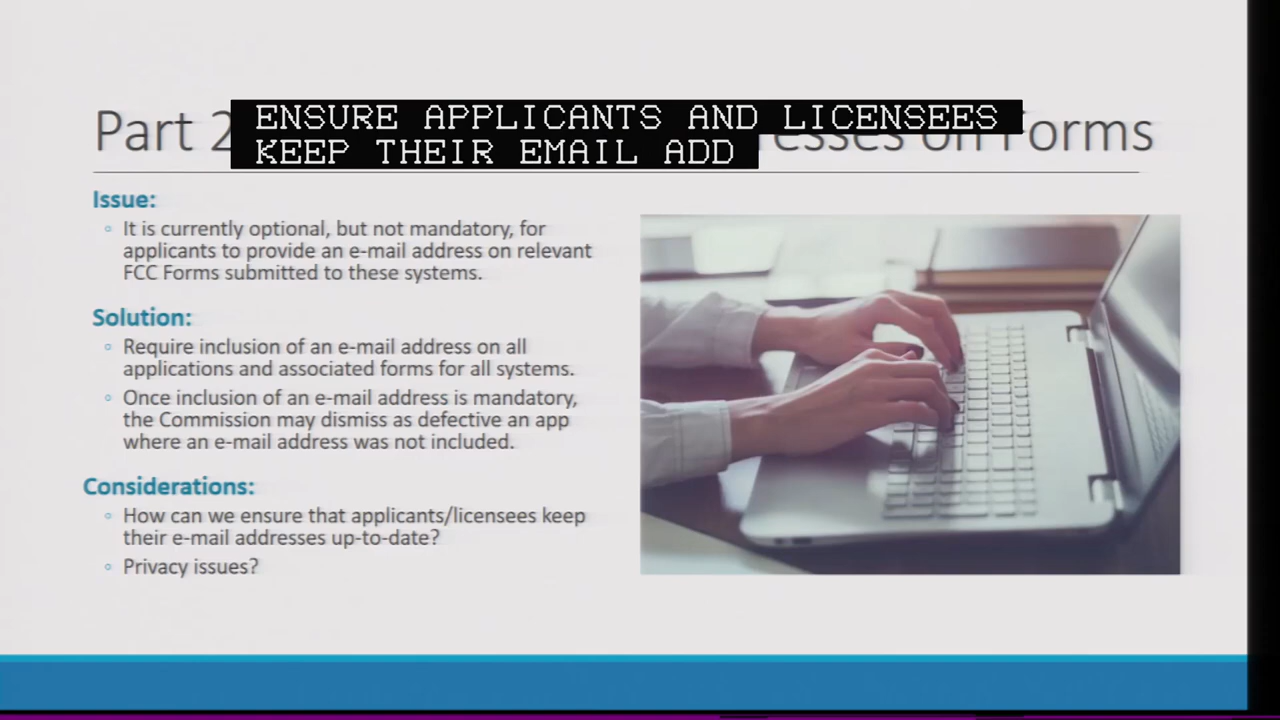 Part 2
ENSURE APPLICANTS AND LICENSEES
KEEP THEIR EMAIL ADD
Forms
Issue:
◦ It is currently optional, but not mandatory, for
applicants to provide an e-mail address on relevant
FCC Forms submitted to these systems.
Solution:
◦ Require inclusion of an e-mail address on all
applications and associated forms for all systems.
◦ Once inclusion of an e-mail address is mandatory,
the Commission may dismiss as defective an app
where an e-mail address was not included.
Considerations:
◦ How can we ensure that applicants/licensees keep
their e-mail addresses up-to-date?
◦ Privacy issues?